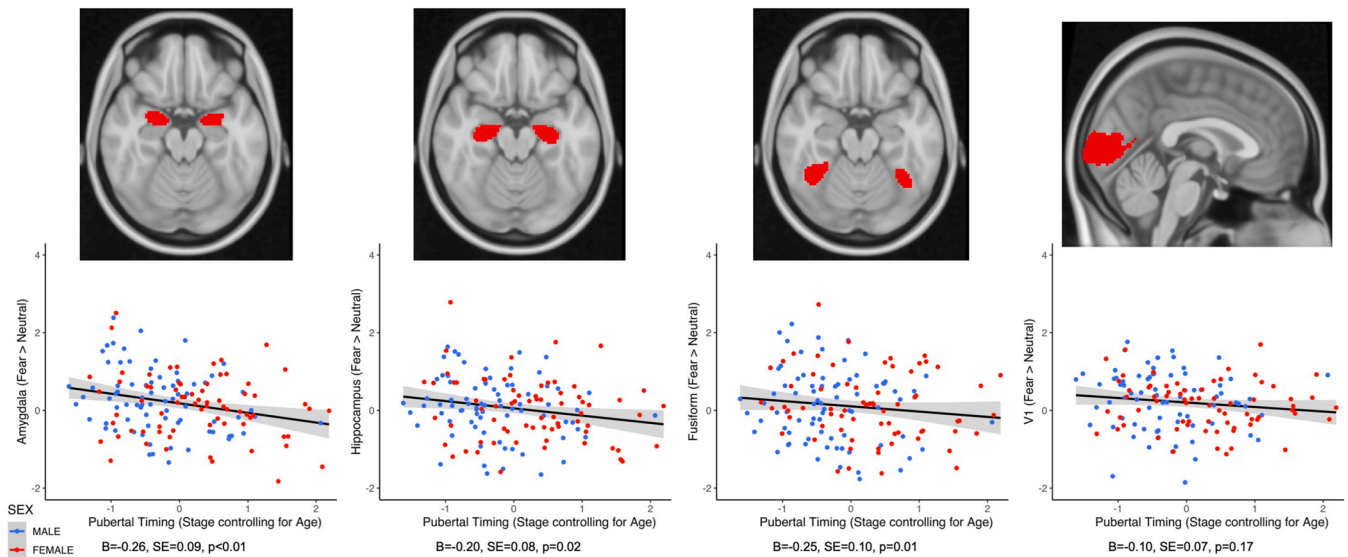 4
2
0
-2
Amygdala (Fear > Neutral)
-1
0
1
2
Pubertal Timing (Stage controlling for Age)
B=-0.26, SE=0.09, p<0.01
SEX
MALE
FEMALE
4
2
0
-2
Hippocampus (Fear > Neutral)
-1
0
1
2
Pubertal Timing (Stage controlling for Age)
B=-0.20, SE=0.08, p=0.02
4
2
0
-2
Fusiform (Fear > Neutral)
-1
0
1
2
Pubertal Timing (Stage controlling for Age)
B=-0.25, SE=0.10, p=0.01
4
2
0
-2
V1 (Fear > Neutral)
-1
0
1
2
Pubertal Timing (Stage controlling for Age)
B=-0.10, SE=0.07, p=0.17